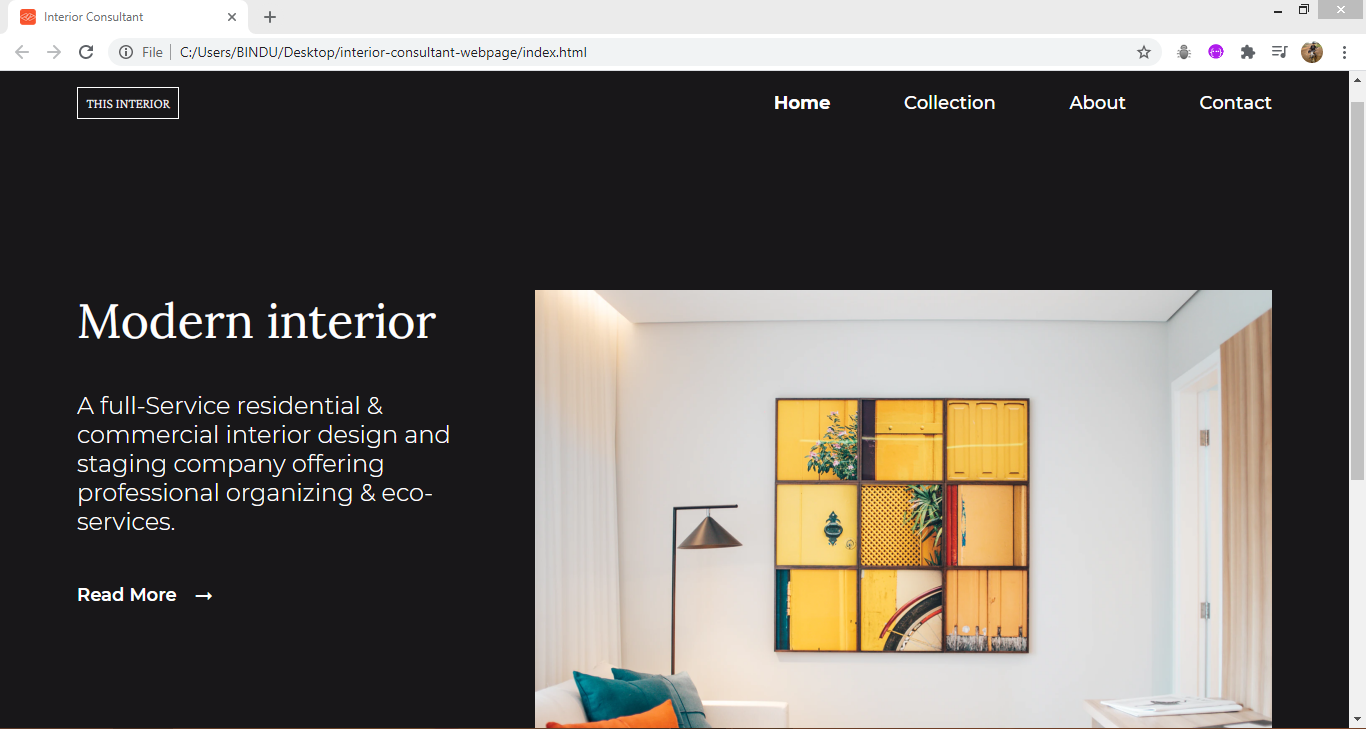 Interior Consultant
File
C:/Users/BINDU/Desktop/interior-consultant-webpage/index.html
THIS INTERIOR
Home
Collection
About
Contact
Modern interior
A full-Service residential &
commercial interior design and
staging company offering
professional organizing & eco-
services.
Read More →